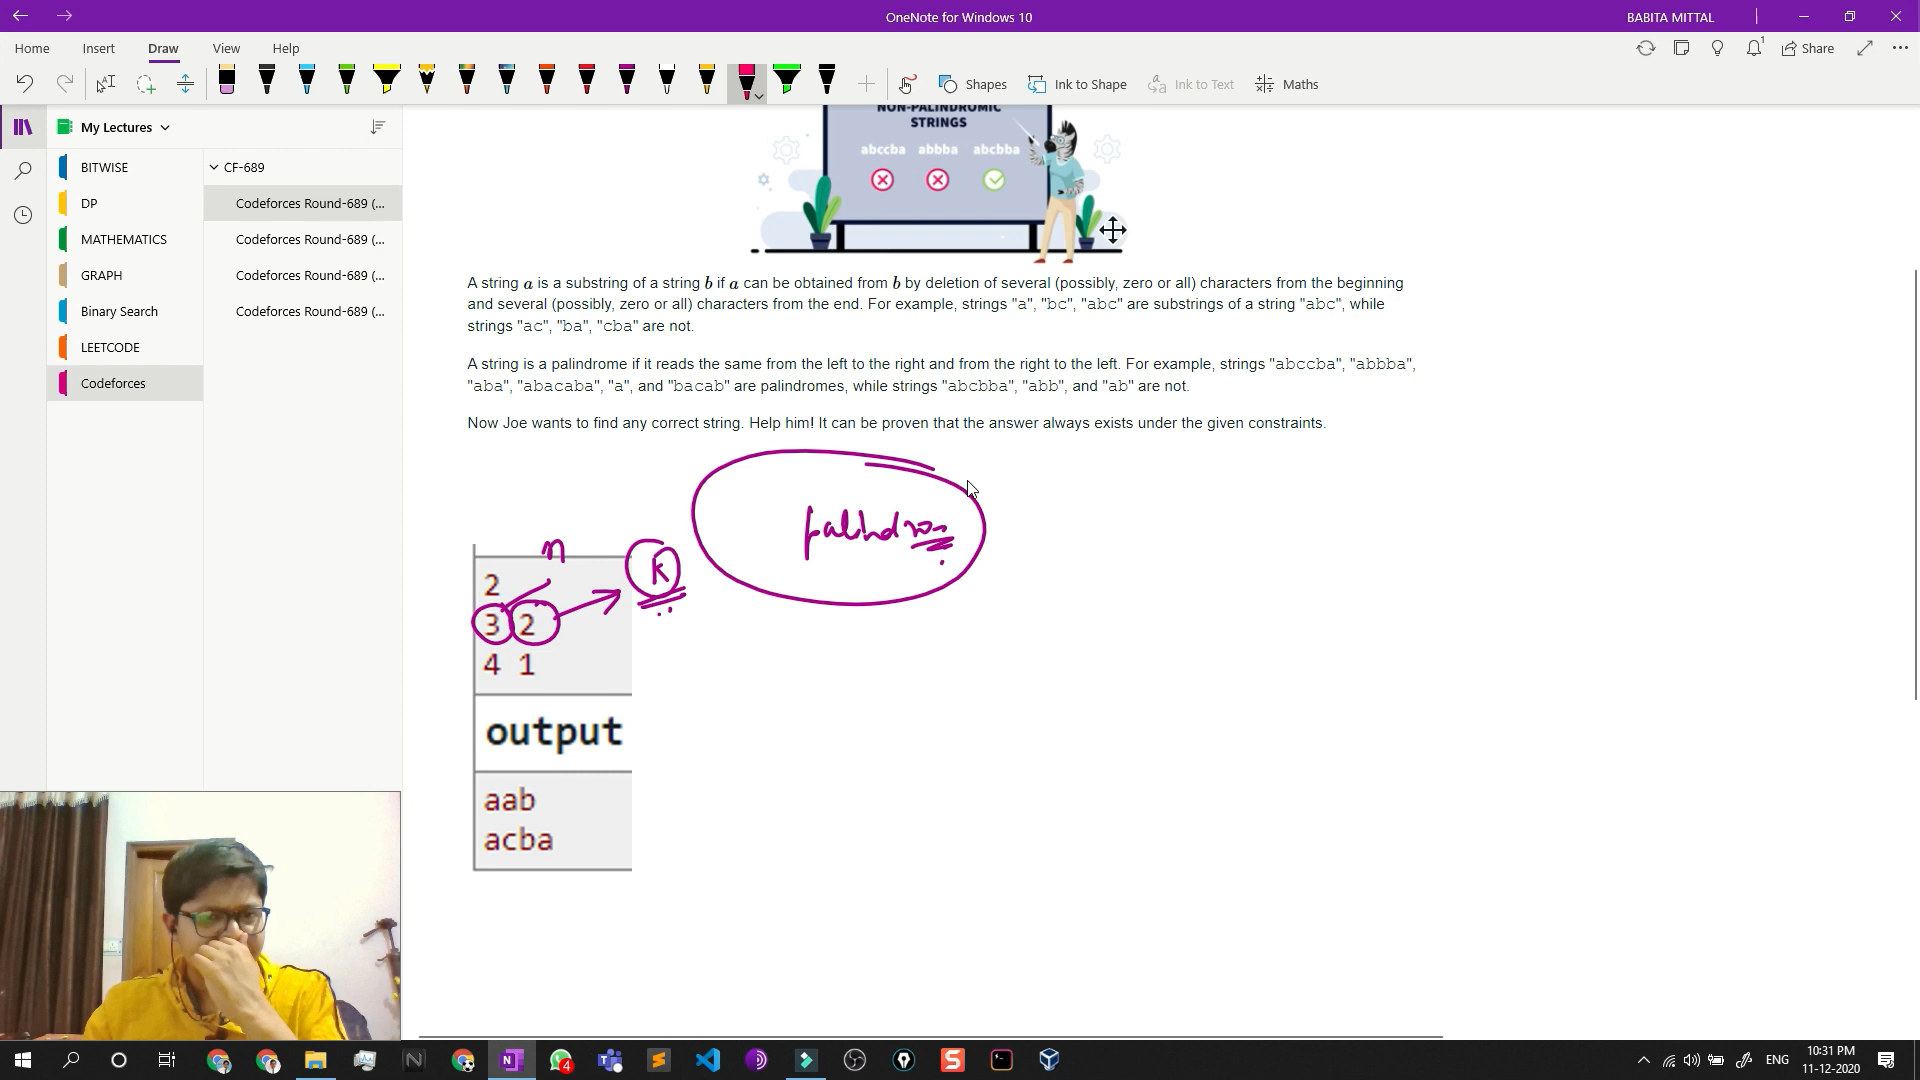 OneNote for Windows 10
BABITA MITTAL
Home Insert Draw View Help
1
Share
Shapes
Ink to Shape
Ink to Text
Maths
My Lectures
BITWISE
DP
MATHEMATICS
GRAPH
Binary Search
LEETCODE
Codeforces
CF-689
Codeforces Round-689 (...
Codeforces Round-689 (...
Codeforces Round-689 (...
Codeforces Round-689 (...
NON-PALINDROMIC
STRINGS
abccba abbba abcbba
A string a is a substring of a string b if a can be obtained from b by deletion of several (possibly, zero or all) characters from the beginning
and several (possibly, zero or all) characters from the end. For example, strings "a", "bc", "abc" are substrings of a string "abc", while
strings "ac", "ba", "cba" are not.
A string is a palindrome if it reads the same from the left to the right and from the right to the left. For example, strings "abccba", "abbba",
"aba", "abacaba", "a", and "bacab" are palindromes, while strings "abcbba", "abb", and "ab" are not.
Now Joe wants to find any correct string. Help him! It can be proven that the answer always exists under the given constraints.
n
K
2
3 2
4 1
output
aab
acba
4
ENG
10:31 PM
11-12-2020